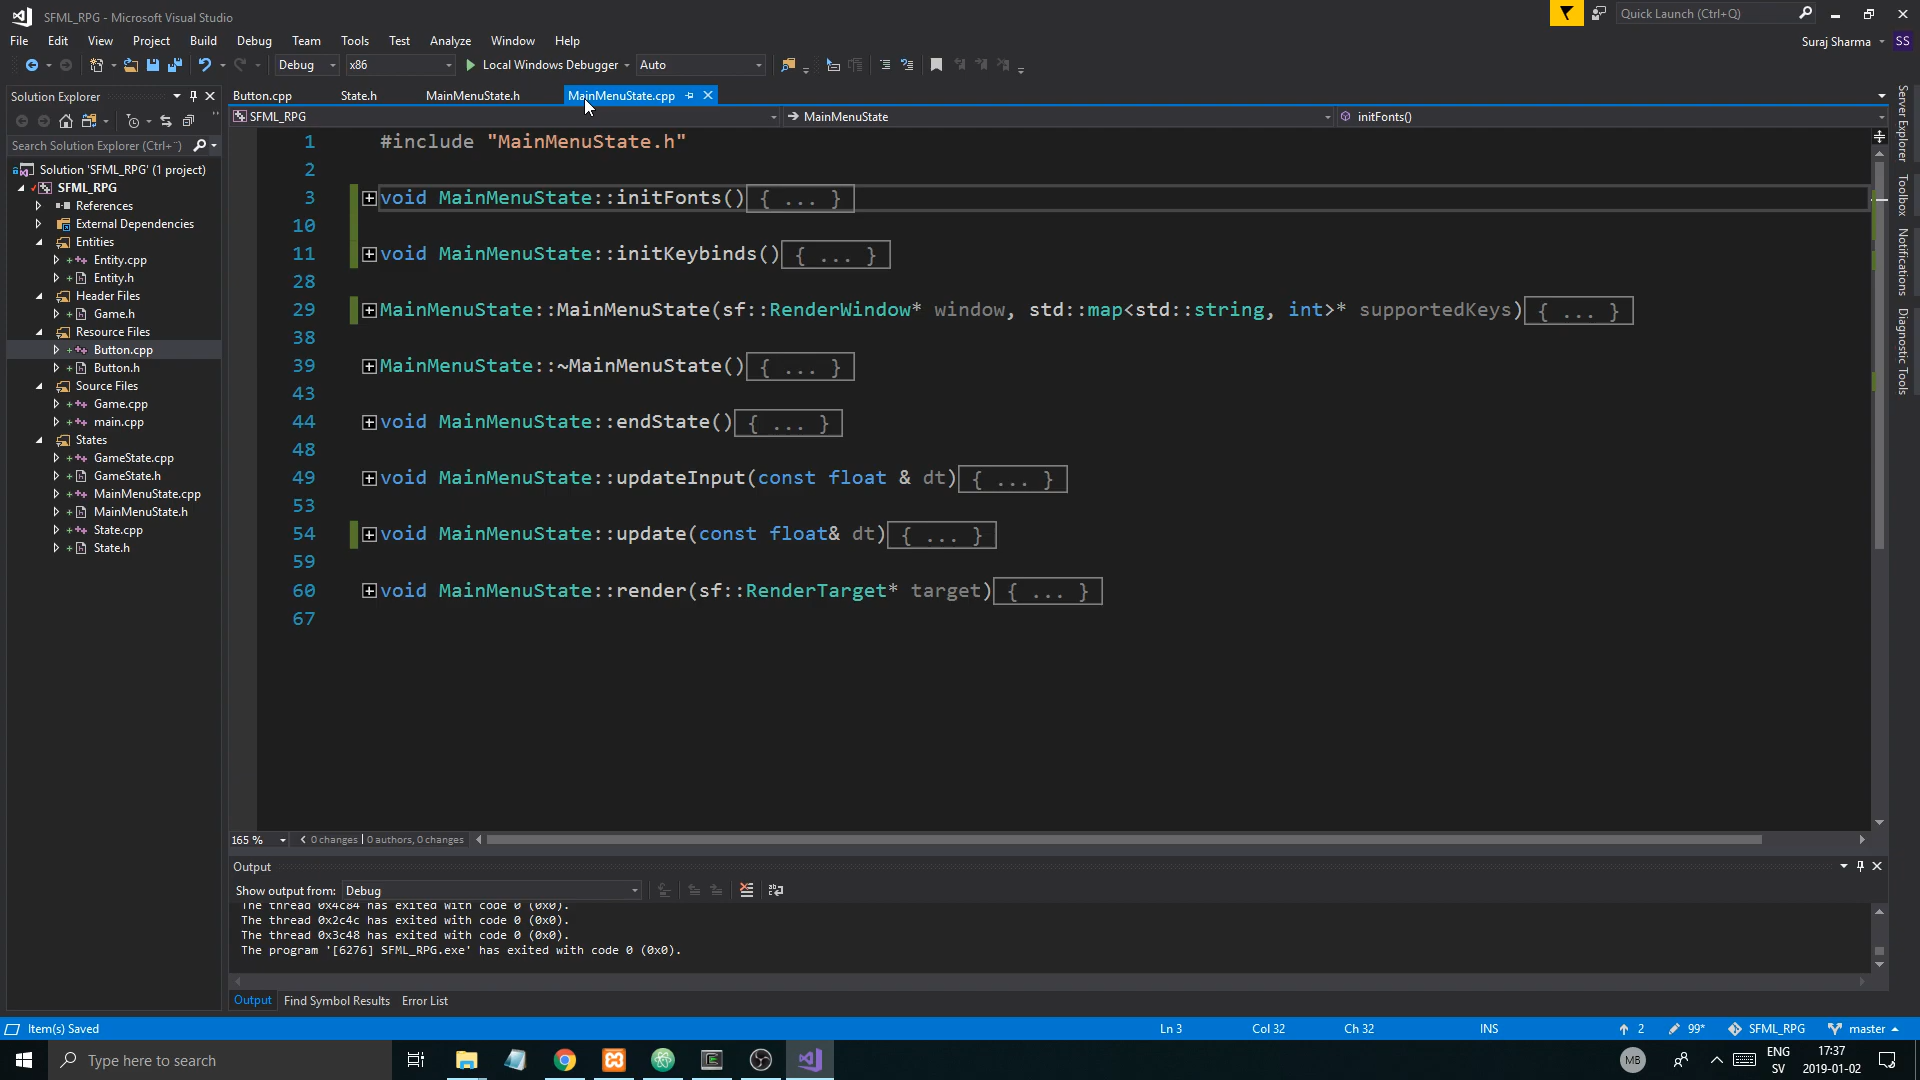 SFML_RPG - Microsoft Visual Studio
Quick Launch (Ctrl+Q)
File Edit View Project Build Debug Team Tools Test Analyze Window Help
Suraj Sharma SS
Debug x86 Local Windows Debugger Auto
Solution Explorer
Button.cpp State.h MainMenuState.h MainMenuState.cpp
SFML_RPG MainMenuState initFonts()
Search Solution Explorer (Ctrl+¨)
Solution 'SFML_RPG' (1 project)
SFML_RPG
References
External Dependencies
Entities
Entity.cpp
Entity.h
Header Files
Game.h
Resource Files
Button.cpp
Button.h
Source Files
Game.cpp
main.cpp
States
GameState.cpp
GameState.h
MainMenuState.cpp
MainMenuState.h
State.cpp
State.h
1 #include "MainMenuState.h"
2
3 void MainMenuState::initFonts(){ ... }
10
11 void MainMenuState::initKeybinds(){ ... }
28
29 MainMenuState::MainMenuState(sf::RenderWindow* window, std::map<std::string, int>* supportedKeys){ ... }
38
39 MainMenuState::~MainMenuState(){ ... }
43
44 void MainMenuState::endState(){ ... }
48
49 void MainMenuState::updateInput(const float & dt){ ... }
53
54 void MainMenuState::update(const float& dt){ ... }
59
60 void MainMenuState::render(sf::RenderTarget* target){ ... }
67
Server Explorer
Toolbox
Notifications
Diagnostic Tools
165 % 0 changes | 0 authors, 0 changes
Output
Show output from: Debug
The thread 0x4c84 has exited with code 0 (0x0).
The thread 0x2c4c has exited with code 0 (0x0).
The thread 0x3c48 has exited with code 0 (0x0).
The program '[6276] SFML_RPG.exe' has exited with code 0 (0x0).
Output Find Symbol Results Error List
Item(s) Saved Ln 3 Col 32 Ch 32 INS 2 99* SFML_RPG master
Type here to search
MB
ENG
SV
17:37
2019-01-02